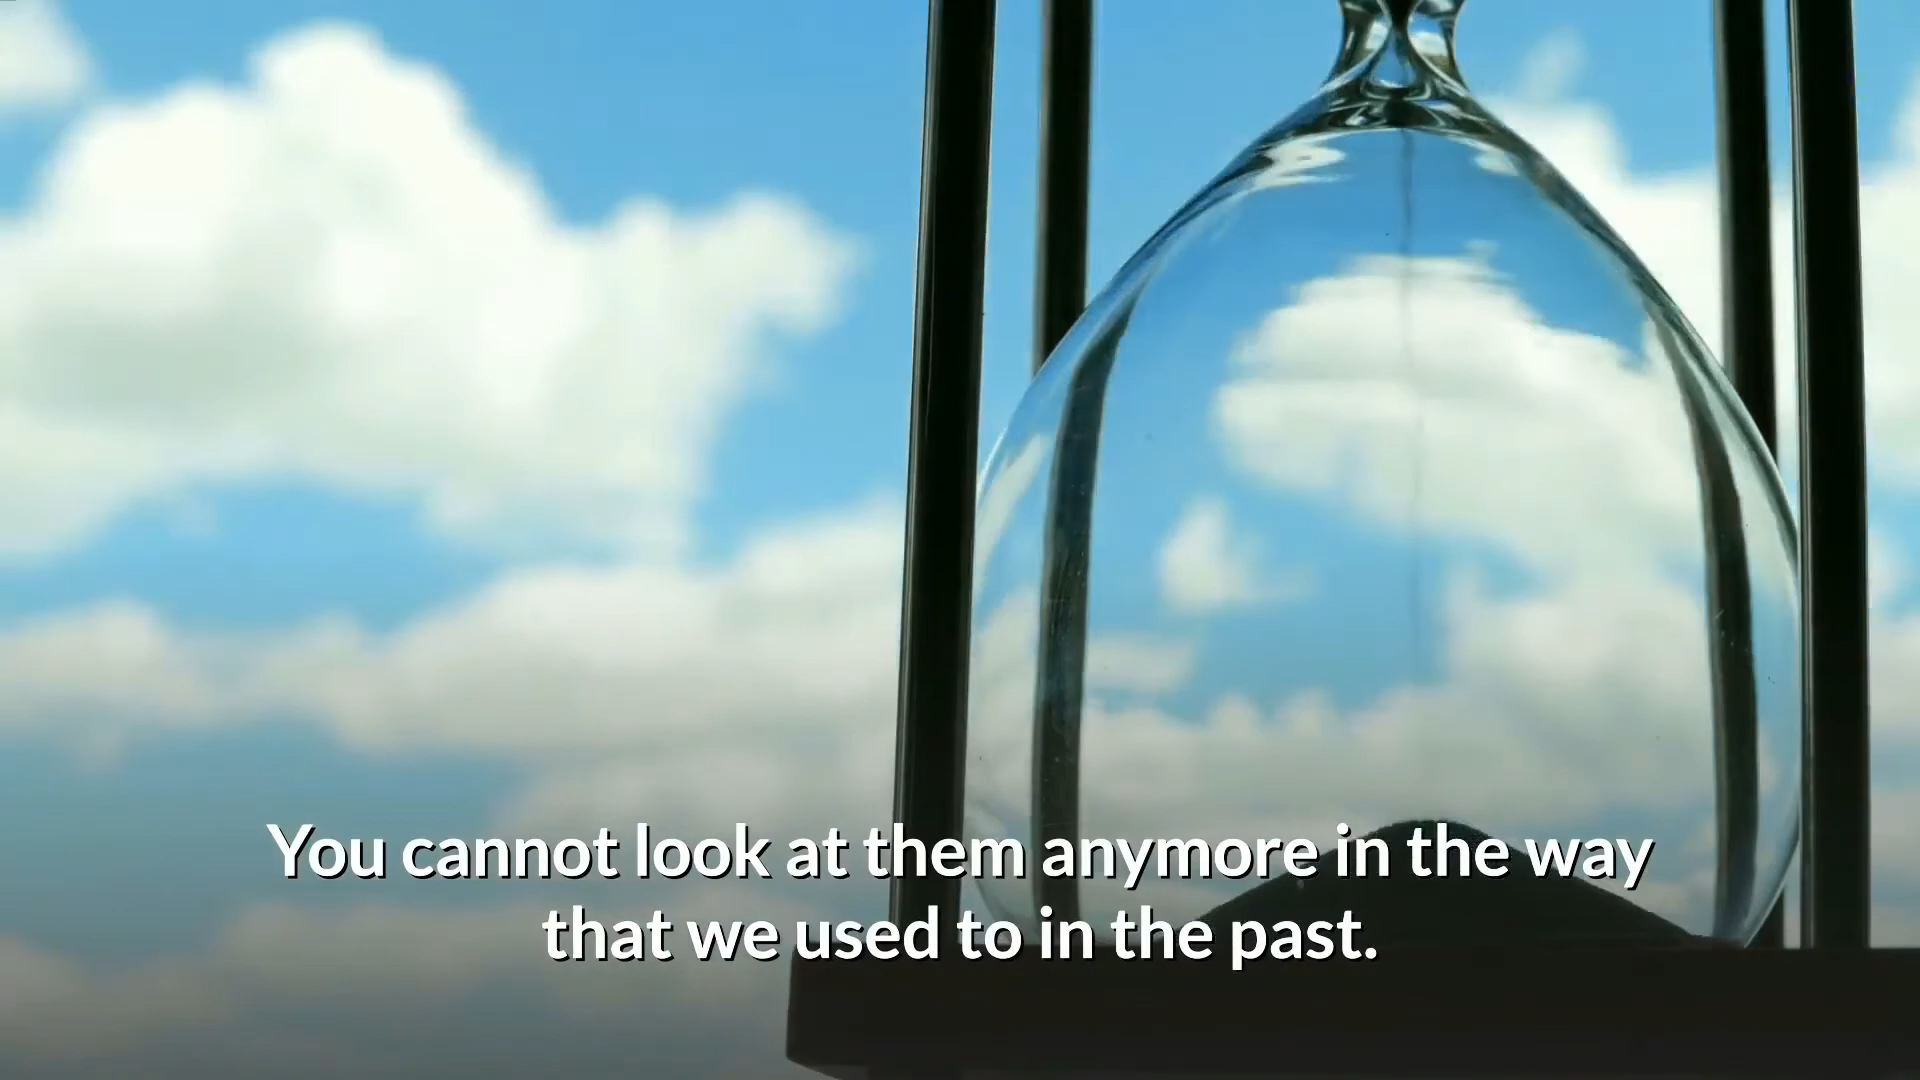 You cannot look at them anymore in the way
that we used to in the past.